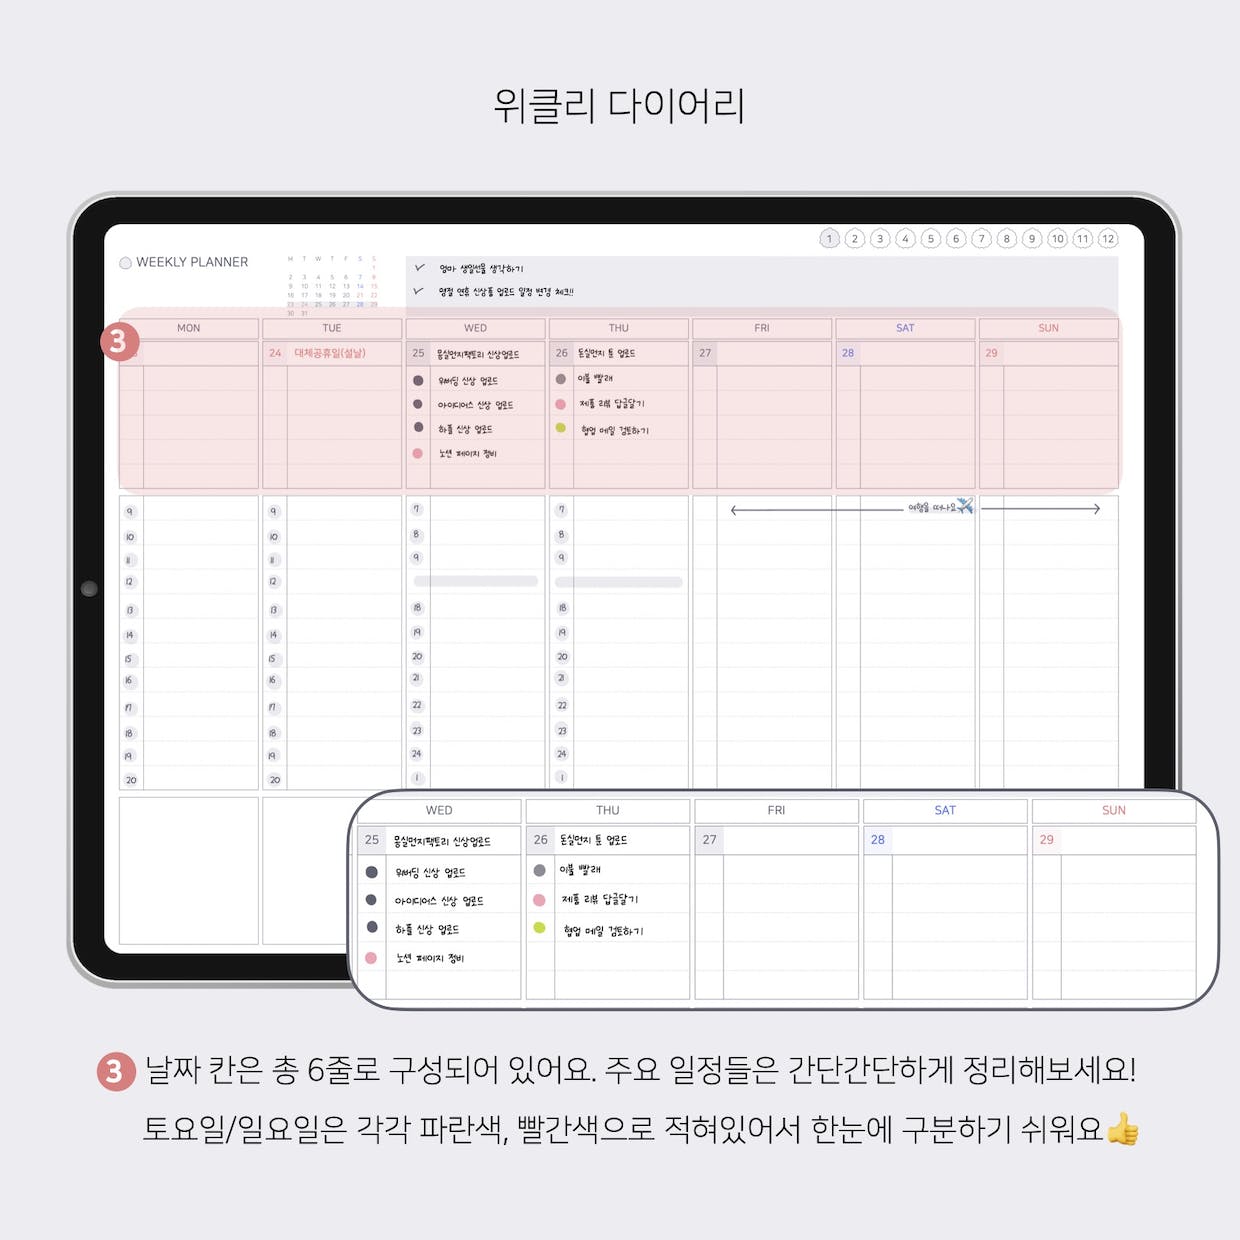 위클리 다이어리
1 2 3 4 5 6 7 8 9 10 11 12
WEEKLY PLANNER
M T W T F S S
1
2 3 4 5 6 7 8
9 10 11 12 13 14 15
16 17 18 19 20 21 22
23 24 25 26 27 28 29
30 31
엄마 생일선물 생각하기
명절 연휴 신상품 업로드 일정 변경 체크!!
3
MON TUE WED THU FRI SAT SUN
24 대체공휴일(설날) 25 몽실먼지팩토리 신상업로드 26 돈실먼지 툰 업로드 27 28 29
위버딩 신상 업로드 이불 빨래
아이디어스 신상 업로드 제품 리뷰 답글달기
하플 신상 업로드 협업 메일 검토하기
노션 페이지 정비
9 9 7 7 여행을 떠나요
10 10 8 8
11 11 9 9
12 12
13 13 18 18
14 14 19 19
15 15 20 20
16 16 21 21
17 17 22 22
18 18 23 23
19 19 24 24
20 20 1 1
WED THU FRI SAT SUN
25 몽실먼지팩토리 신상업로드 26 돈실먼지 툰 업로드 27 28 29
위버딩 신상 업로드 이불 빨래
아이디어스 신상 업로드 제품 리뷰 답글달기
하플 신상 업로드 협업 메일 검토하기
노션 페이지 정비
3 날짜 칸은 총 6줄로 구성되어 있어요. 주요 일정들은 간단간단하게 정리해보세요!
토요일/일요일은 각각 파란색, 빨간색으로 적혀있어서 한눈에 구분하기 쉬워요👍